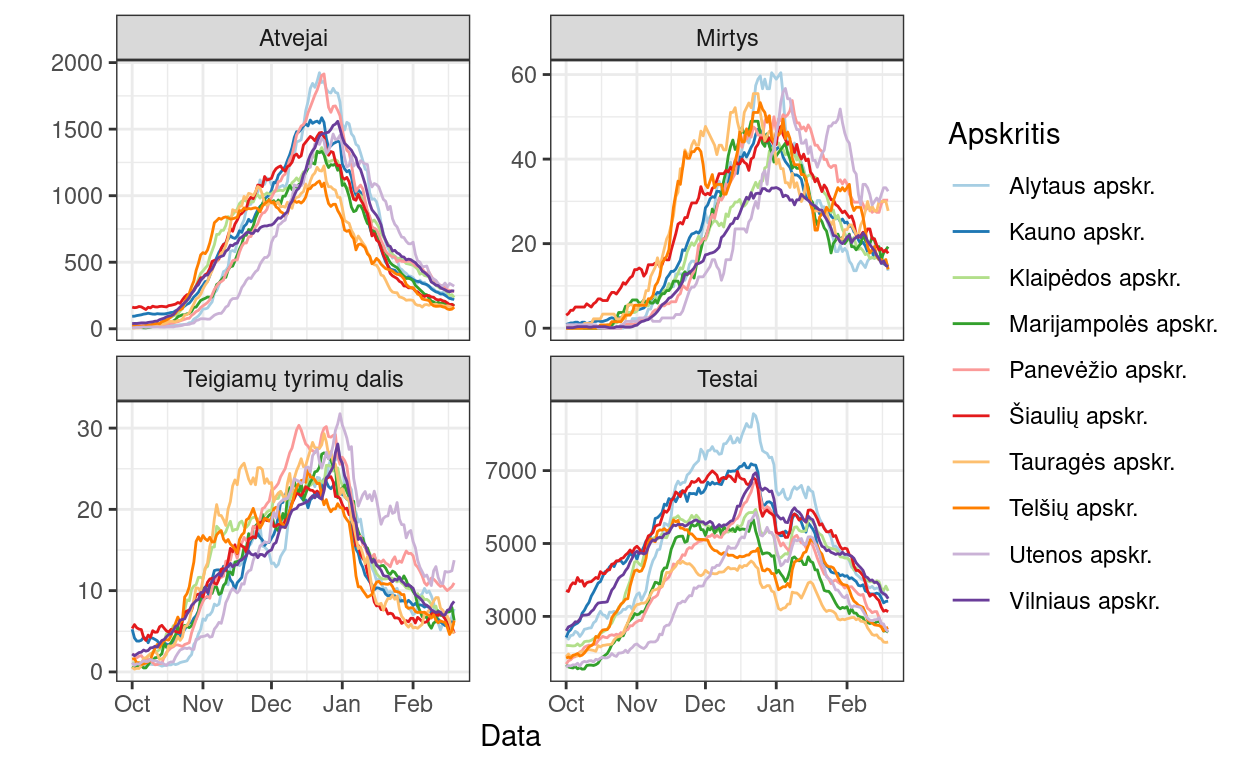 Atvejai
2000
1500
1000
500
0
Mirtys
60
40
20
0
Teigiamų tyrimų dalis
30
20
10
0
Oct Nov Dec Jan Feb
Testai
7000
5000
3000
Oct Nov Dec Jan Feb
Data
Apskritis
Alytaus apskr.
Kauno apskr.
Klaipėdos apskr.
Marijampolės apskr.
Panevėžio apskr.
Šiaulių apskr.
Tauragės apskr.
Telšių apskr.
Utenos apskr.
Vilniaus apskr.